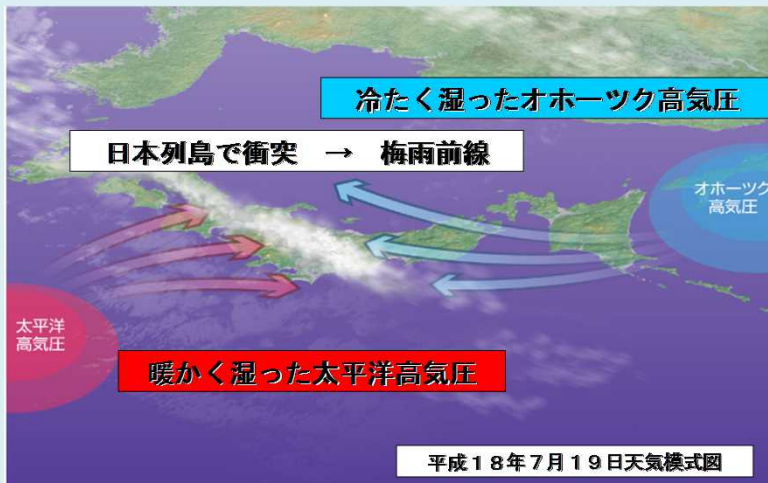 冷たく湿ったオホーツク高気圧
日本列島で衝突　→　梅雨前線
オホーツク
高気圧
太平洋
高気圧
暖かく湿った太平洋高気圧
平成１８年７月１９日天気模式図